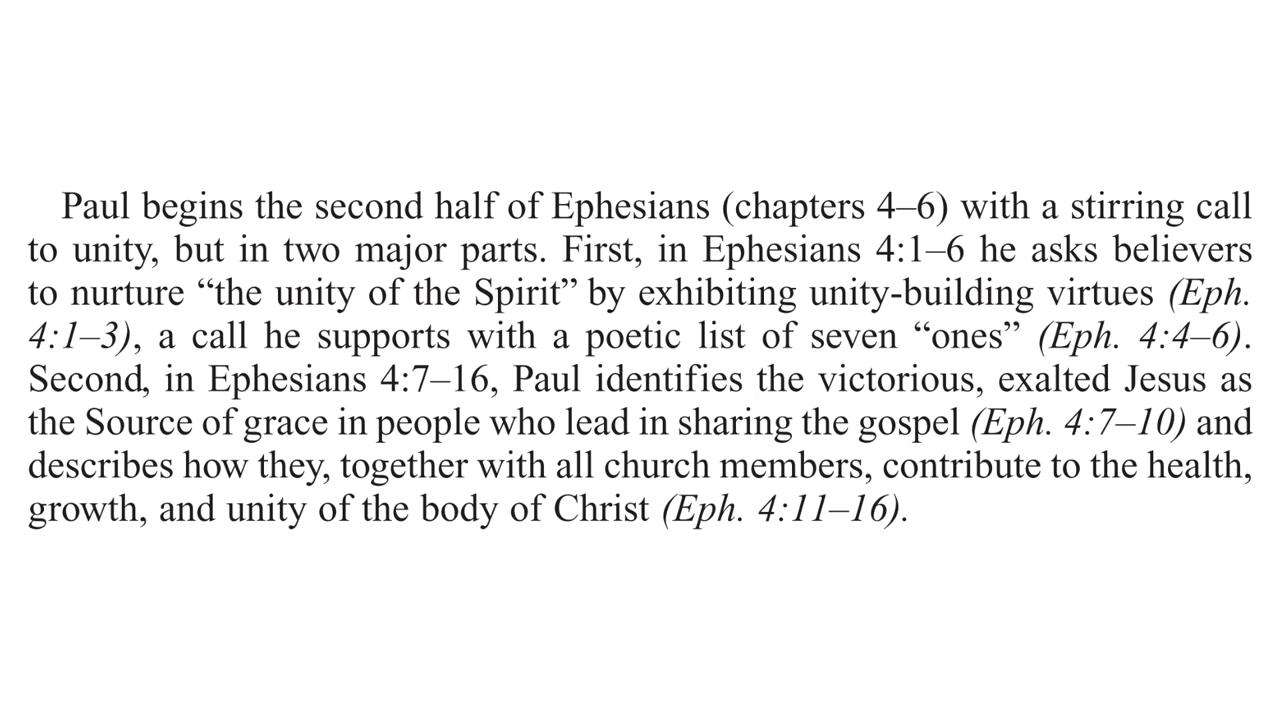 Paul begins the second half of Ephesians (chapters 4–6) with a stirring call
to unity, but in two major parts. First, in Ephesians 4:1–6 he asks believers
to nurture “the unity of the Spirit” by exhibiting unity-building virtues (Eph.
4:1–3), a call he supports with a poetic list of seven “ones” (Eph. 4:4–6).
Second, in Ephesians 4:7–16, Paul identifies the victorious, exalted Jesus as
the Source of grace in people who lead in sharing the gospel (Eph. 4:7–10) and
describes how they, together with all church members, contribute to the health,
growth, and unity of the body of Christ (Eph. 4:11–16).